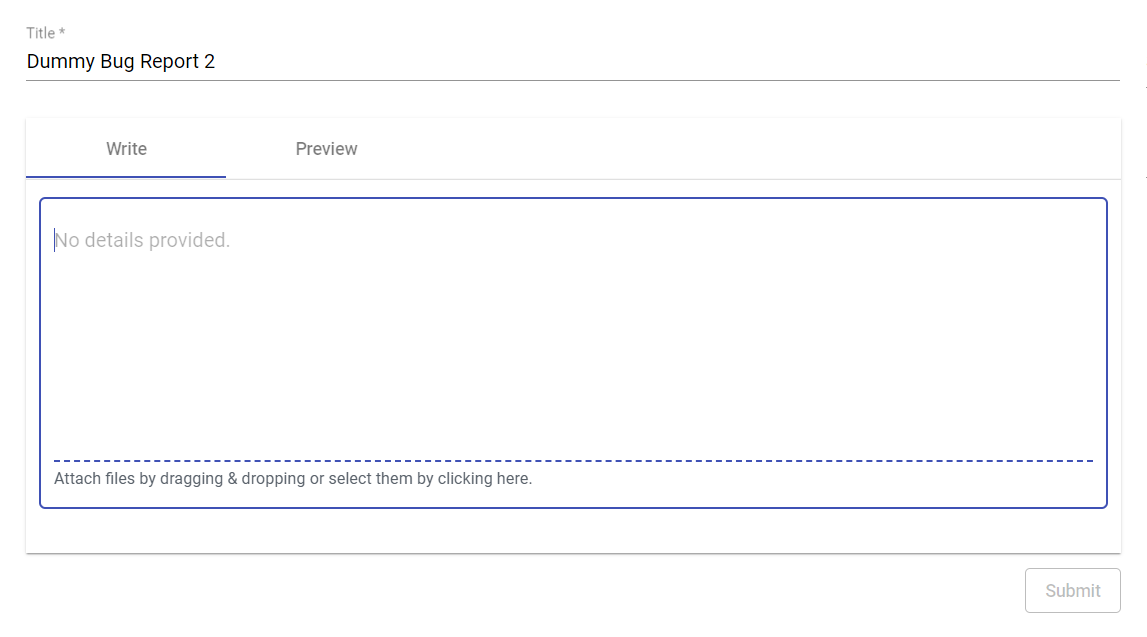 Title *
Dummy Bug Report 2
Write Preview
No details provided.
Attach files by dragging & dropping or select them by clicking here.
Submit